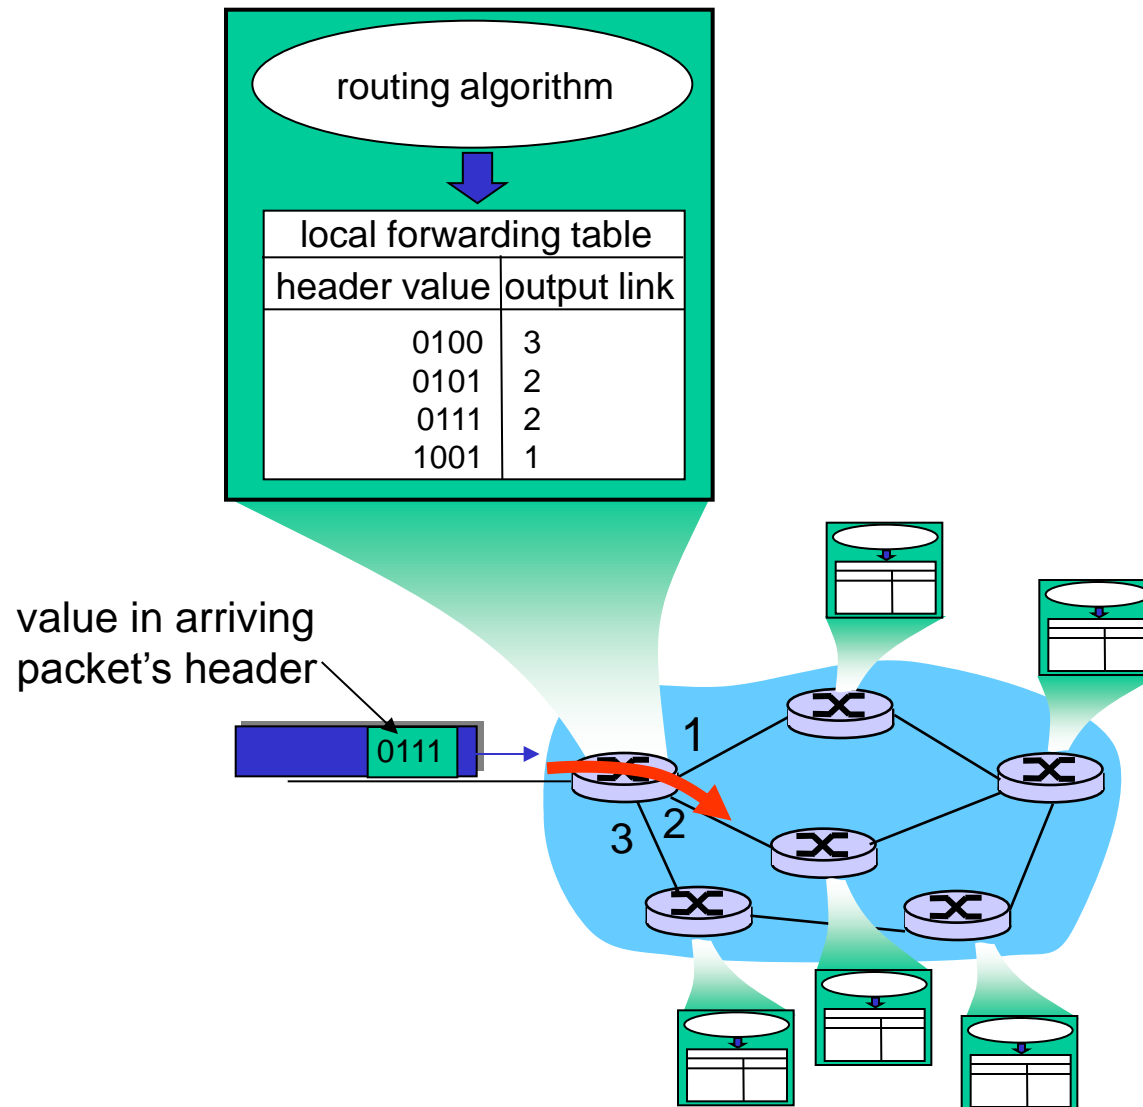 routing algorithm
local forwarding table
header value output link
0100 3
0101 2
0111 2
1001 1
value in arriving
packet’s header
0111
1
2
3